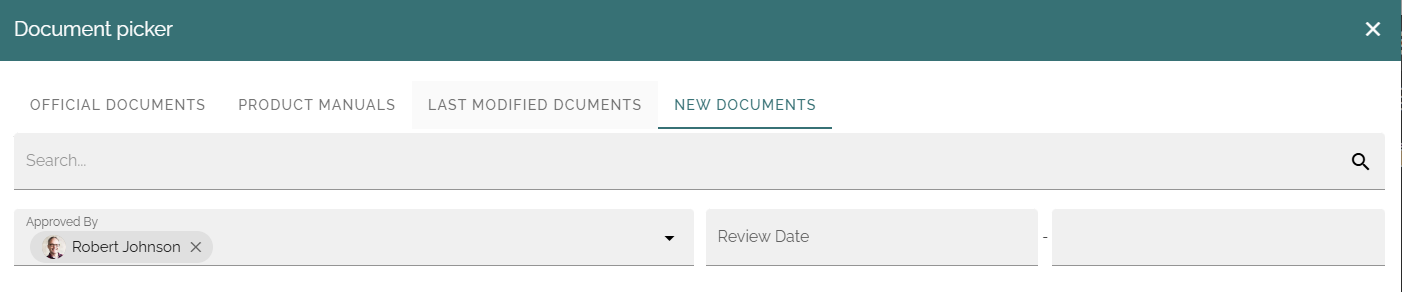 Document picker
OFFICIAL DOCUMENTS PRODUCT MANUALS LAST MODIFIED DCUMENTS NEW DOCUMENTS
Search...
Approved By
Robert Johnson
Review Date -